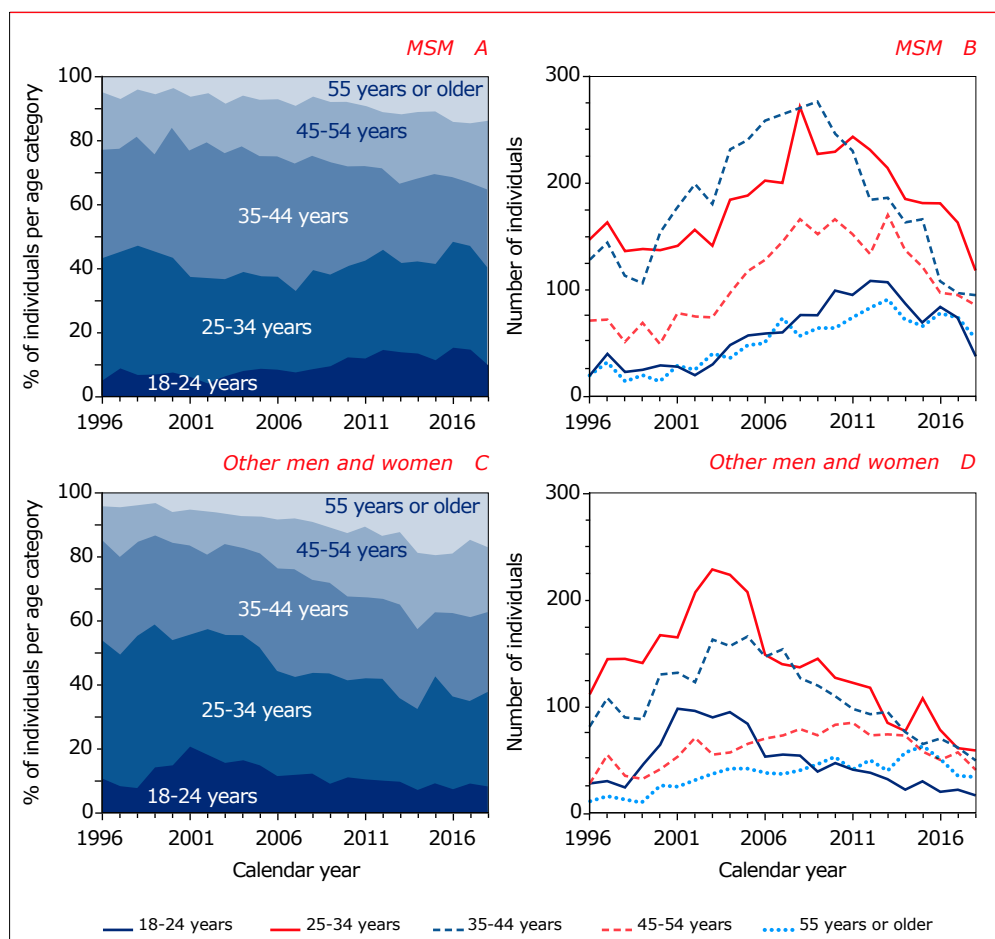 MSM A
% of individuals per age category
100
80
60
40
20
0
55 years or older
45-54 years
35-44 years
25-34 years
18-24 years
1996 2001 2006 2011 2016
MSM B
Number of individuals
300
250
200
150
100
50
0
1996 2001 2006 2011 2016
Other men and women C
% of individuals per age category
100
80
60
40
20
0
55 years or older
45-54 years
35-44 years
25-34 years
18-24 years
1996 2001 2006 2011 2016
Calendar year
Other men and women D
Number of individuals
300
250
200
150
100
50
0
1996 2001 2006 2011 2016
Calendar year
18-24 years 25-34 years 35-44 years 45-54 years 55 years or older